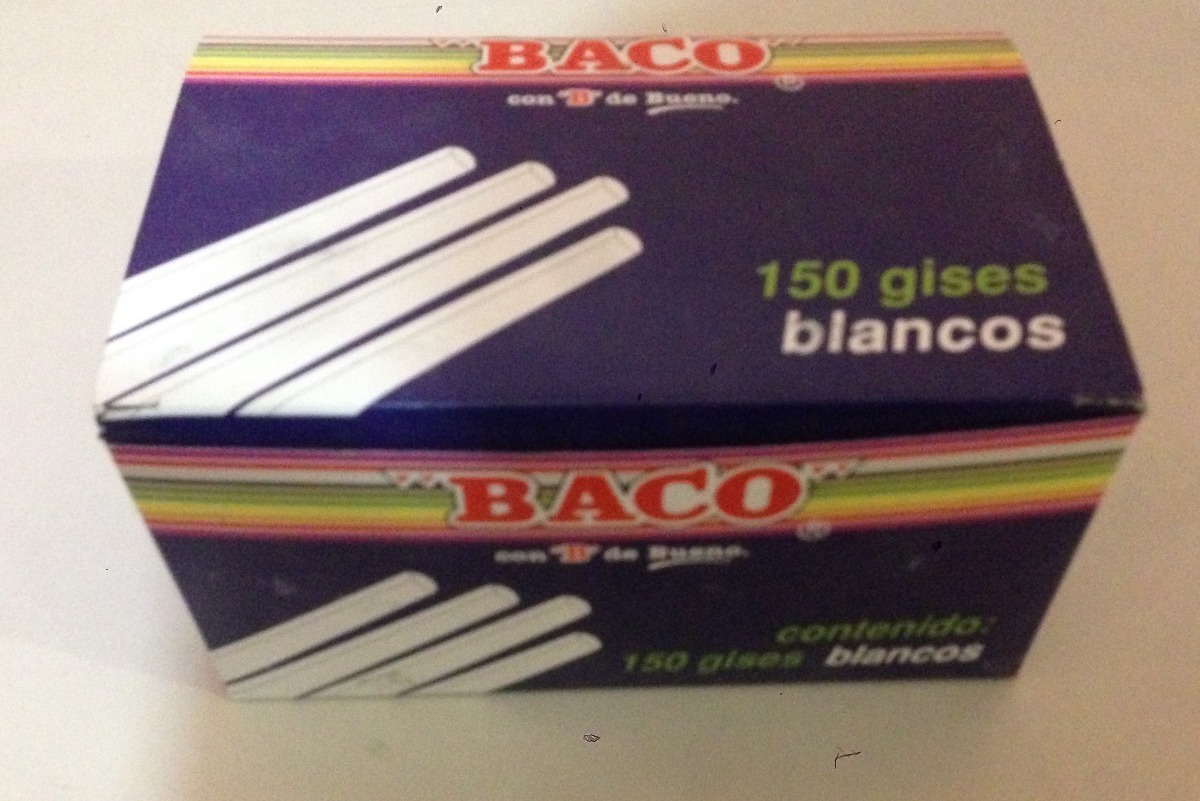 BACO
con "B" de Bueno.
150 gises
blancos
BACO
con "B" de Bueno.
contenido:
150 gises blancos